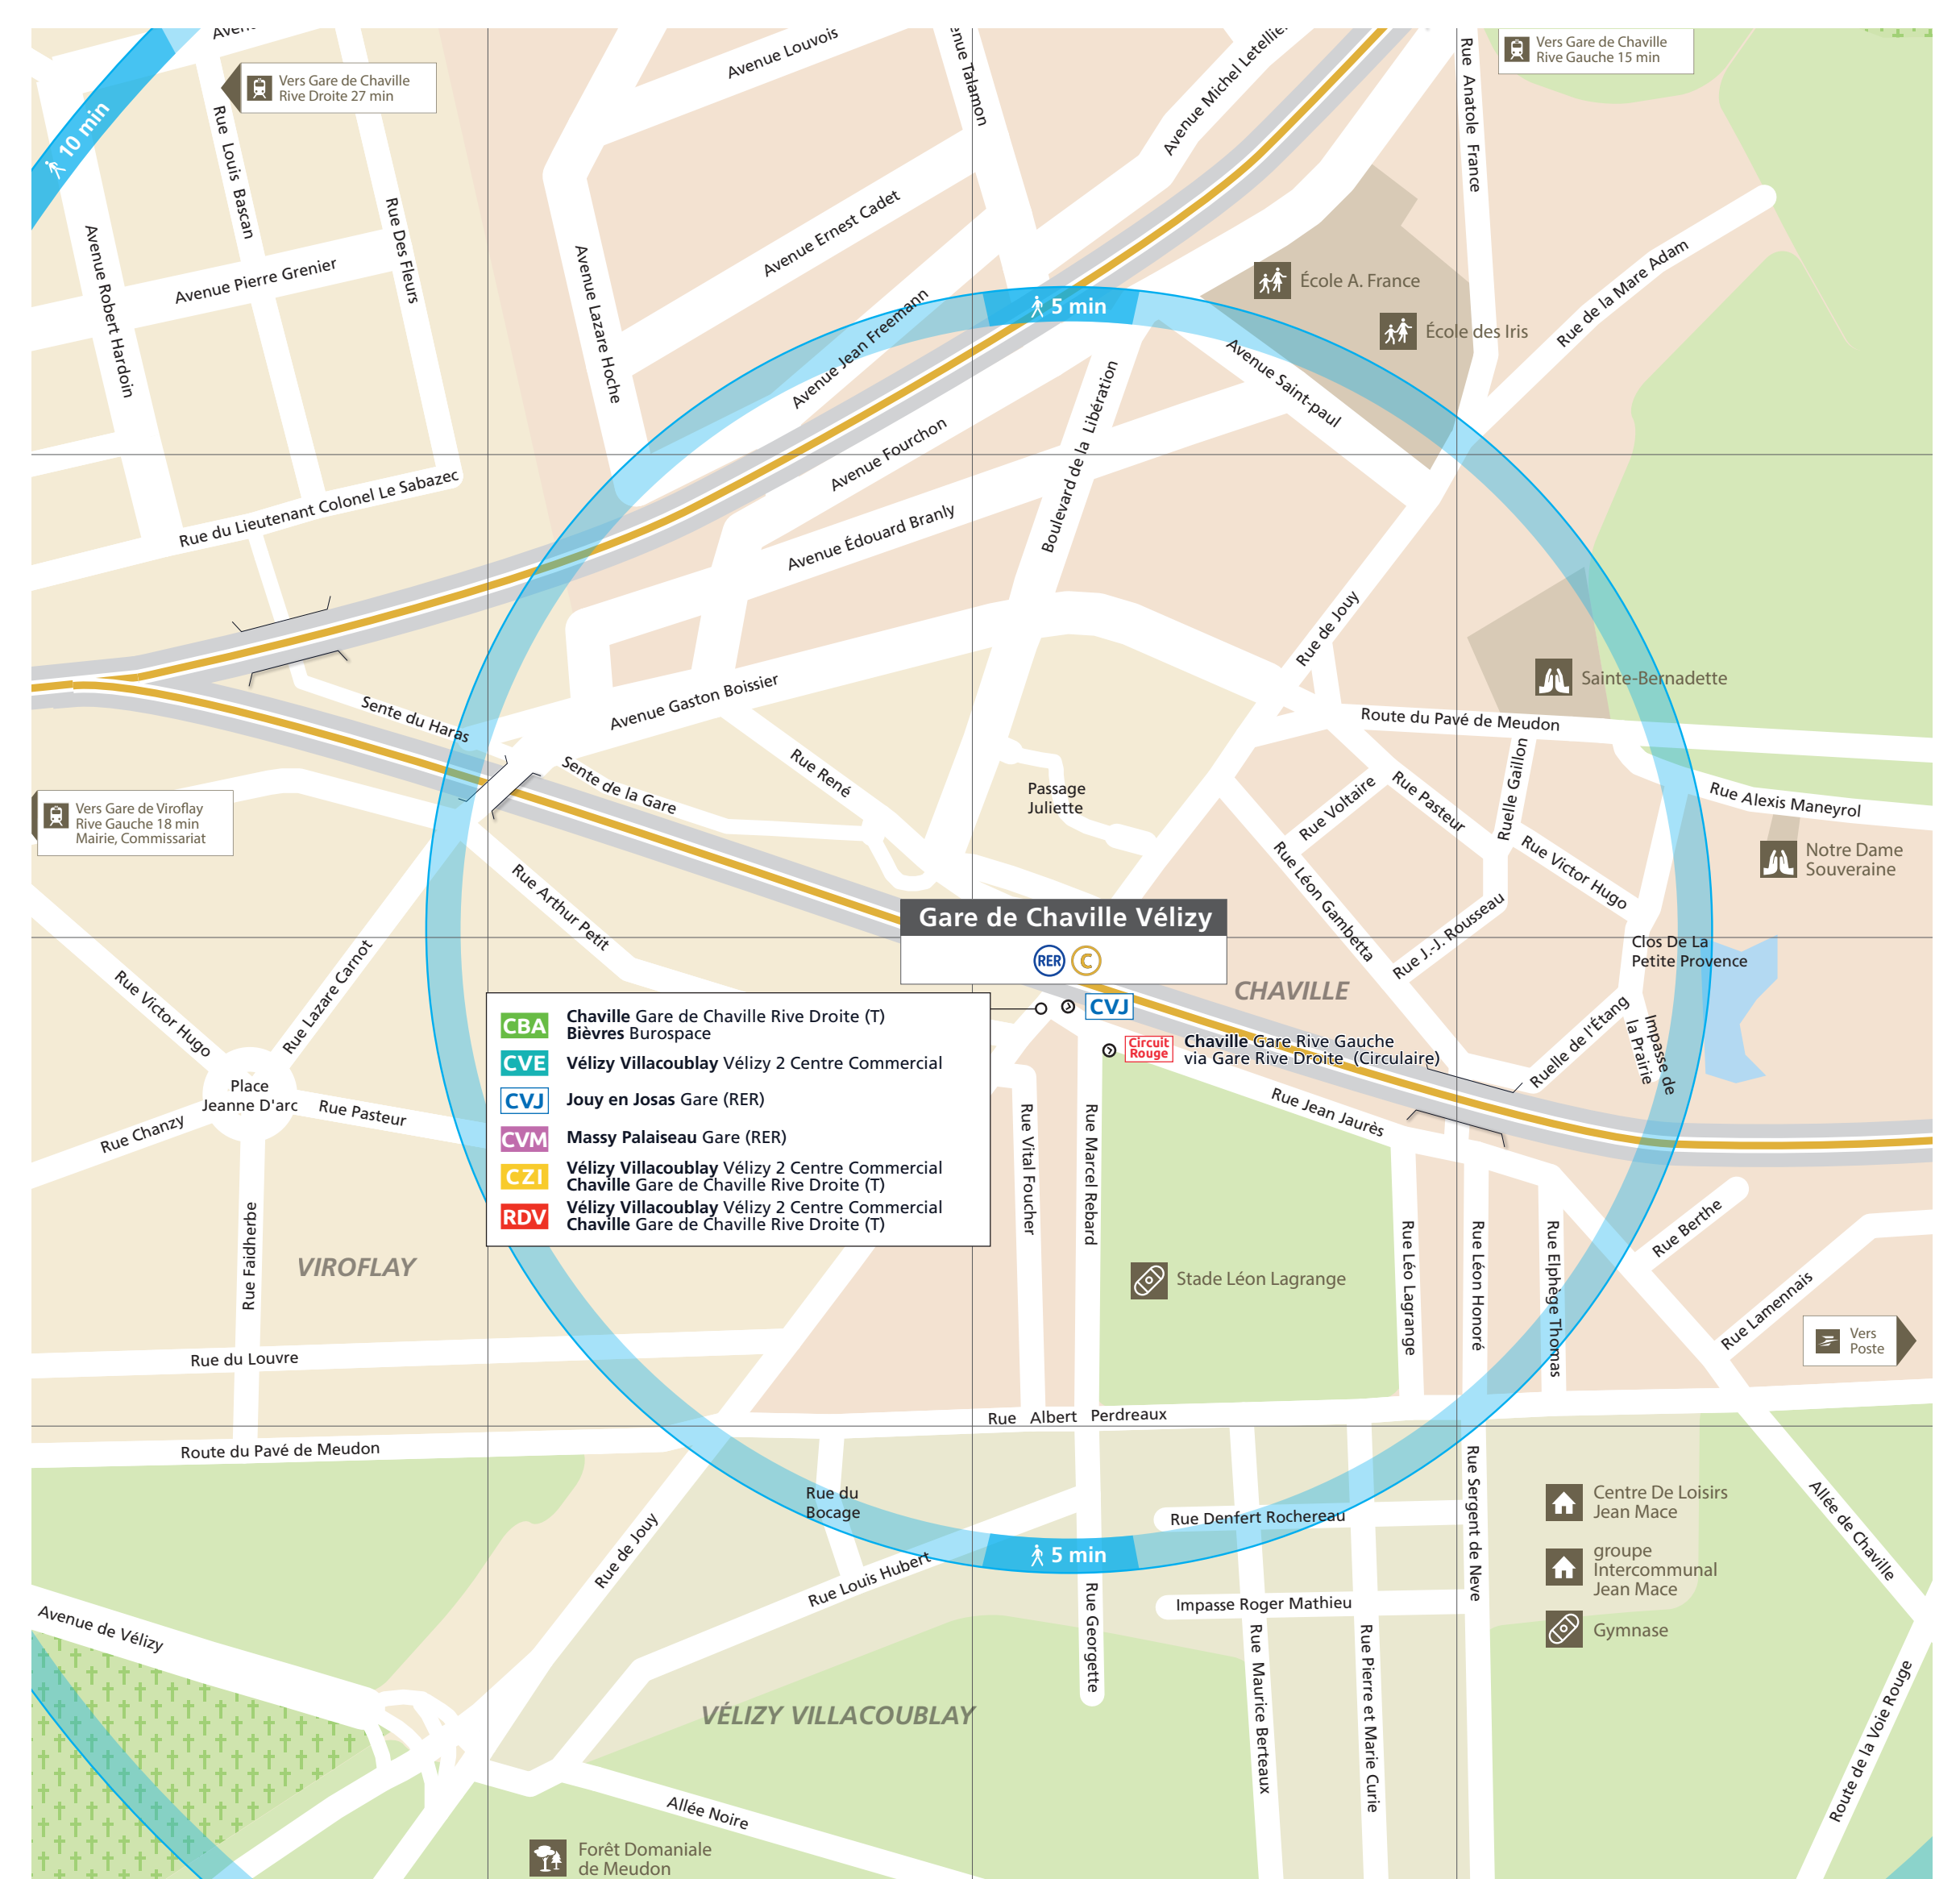 Vers Gare de Chaville
Rive Droite 27 min
Vers Gare de Chaville
Rive Gauche 15 min
10 min
Rue Louis Bascan
Rue Des Fleurs
Avenue Robert Hardoin
Avenue Pierre Grenier
Rue du Lieutenant Colonel Le Sabazec
Avenue Louvois
Avenue Michel Letellier
Rue Anatole France
Avenue Ernest Cadet
Avenue Lazare Hoche
Avenue Jean Freemann
5 min
École A. France
École des Iris
Rue de la Mare Adam
Avenue Saint-paul
Avenue Fourchon
Boulevard de la Libération
Avenue Édouard Branly
Rue de Jouy
Sainte-Bernadette
Sente du Haras
Avenue Gaston Boissier
Route du Pavé de Meudon
Sente de la Gare
Rue René
Passage
Juliette
Rue Voltaire
Rue Pasteur
Ruelle Gaillon
Rue Alexis Maneyrol
Vers Gare de Viroflay
Rive Gauche 18 min
Mairie, Commissariat
Rue Victor Hugo
Notre Dame
Souveraine
Rue Léon Gambetta
Rue J.-J. Rousseau
Rue Arthur Petit
Gare de Chaville Vélizy
RER C
Clos De La
Petite Provence
CHAVILLE
Rue Victor Hugo
Rue Lazare Carnot
Ruelle de l'Étang
Impasse de
la Prairie
CVJ
Circuit
Rouge
Chaville Gare Rive Gauche
via Gare Rive Droite (Circulaire)
CBA
Chaville Gare de Chaville Rive Droite (T)
Bièvres Burospace
CVE
Vélizy Villacoublay Vélizy 2 Centre Commercial
CVJ
Jouy en Josas Gare (RER)
CVM
Massy Palaiseau Gare (RER)
CZI
Vélizy Villacoublay Vélizy 2 Centre Commercial
Chaville Gare de Chaville Rive Droite (T)
RDV
Vélizy Villacoublay Vélizy 2 Centre Commercial
Chaville Gare de Chaville Rive Droite (T)
Place
Jeanne D'arc
Rue Chanzy
Rue Pasteur
Rue Faidherbe
VIROFLAY
Rue Jean Jaurès
Rue Vital Foucher
Rue Marcel Rebard
Stade Léon Lagrange
Rue Léo Lagrange
Rue Léon Honoré
Rue Elphège Thomas
Rue Berthe
Rue Lamennais
Vers
Poste
Rue du Louvre
Rue Albert Perdreaux
Route du Pavé de Meudon
Rue du
Bocage
Rue de Jouy
Rue Louis Hubert
5 min
Rue Denfert Rochereau
Rue Sergent de Neve
Centre De Loisirs
Jean Mace
groupe
Intercommunal
Jean Mace
Gymnase
Allée de Chaville
Impasse Roger Mathieu
Rue Georgette
Rue Maurice Berteaux
Rue Pierre et Marie Curie
Route de la Voie Rouge
Avenue de Vélizy
VÉLIZY VILLACOUBLAY
Allée Noire
Forêt Domaniale
de Meudon